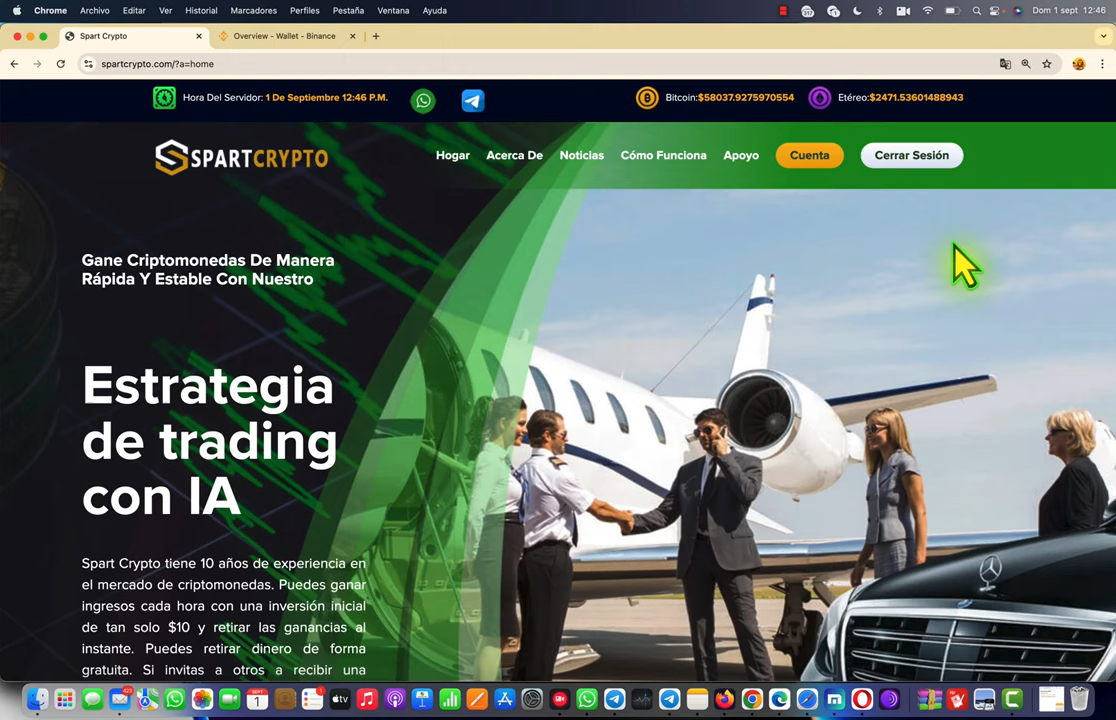 Chrome Archivo Editar Ver Historial Marcadores Perfiles Pestaña Ventana Ayuda Dom 1 sept 12:46
Spart Crypto Overview - Wallet - Binance
spartcrypto.com/?a=home
Hora Del Servidor: 1 De Septiembre 12:46 P.M. Bitcoin:$58037.9275970554 Etéreo:$2471.53601488943
SPARTCRYPTO Hogar Acerca De Noticias Cómo Funciona Apoyo Cuenta Cerrar Sesión
Gane Criptomonedas De Manera
Rápida Y Estable Con Nuestro
Estrategia
de trading
con IA
Spart Crypto tiene 10 años de experiencia en
el mercado de criptomonedas. Puedes ganar
ingresos cada hora con una inversión inicial
de tan solo $10 y retirar las ganancias al
instante. Puedes retirar dinero de forma
gratuita. Si invitas a otros a recibir una